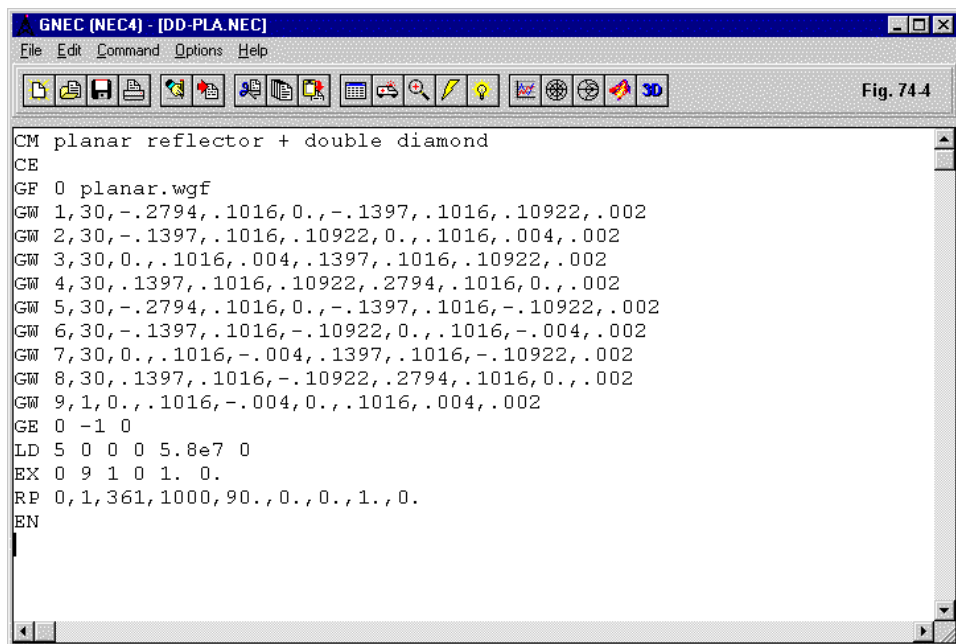 GNEC (NEC4) - [DD-PLA.NEC]
File Edit Command Options Help
3D
Fig. 74-4
CM planar reflector + double diamond
CE
GF 0 planar.wgf
GW 1,30,-.2794,.1016,0.,-.1397,.1016,.10922,.002
GW 2,30,-.1397,.1016,.10922,0.,.1016,.004,.002
GW 3,30,0.,.1016,.004,.1397,.1016,.10922,.002
GW 4,30,.1397,.1016,.10922,.2794,.1016,0.,.002
GW 5,30,-.2794,.1016,0.,-.1397,.1016,-.10922,.002
GW 6,30,-.1397,.1016,-.10922,0.,.1016,-.004,.002
GW 7,30,0.,.1016,-.004,.1397,.1016,-.10922,.002
GW 8,30,.1397,.1016,-.10922,.2794,.1016,0.,.002
GW 9,1,0.,.1016,-.004,0.,.1016,.004,.002
GE 0 -1 0
LD 5 0 0 0 5.8e7 0
EX 0 9 1 0 1. 0.
RP 0,1,361,1000,90.,0.,0.,1.,0.
EN